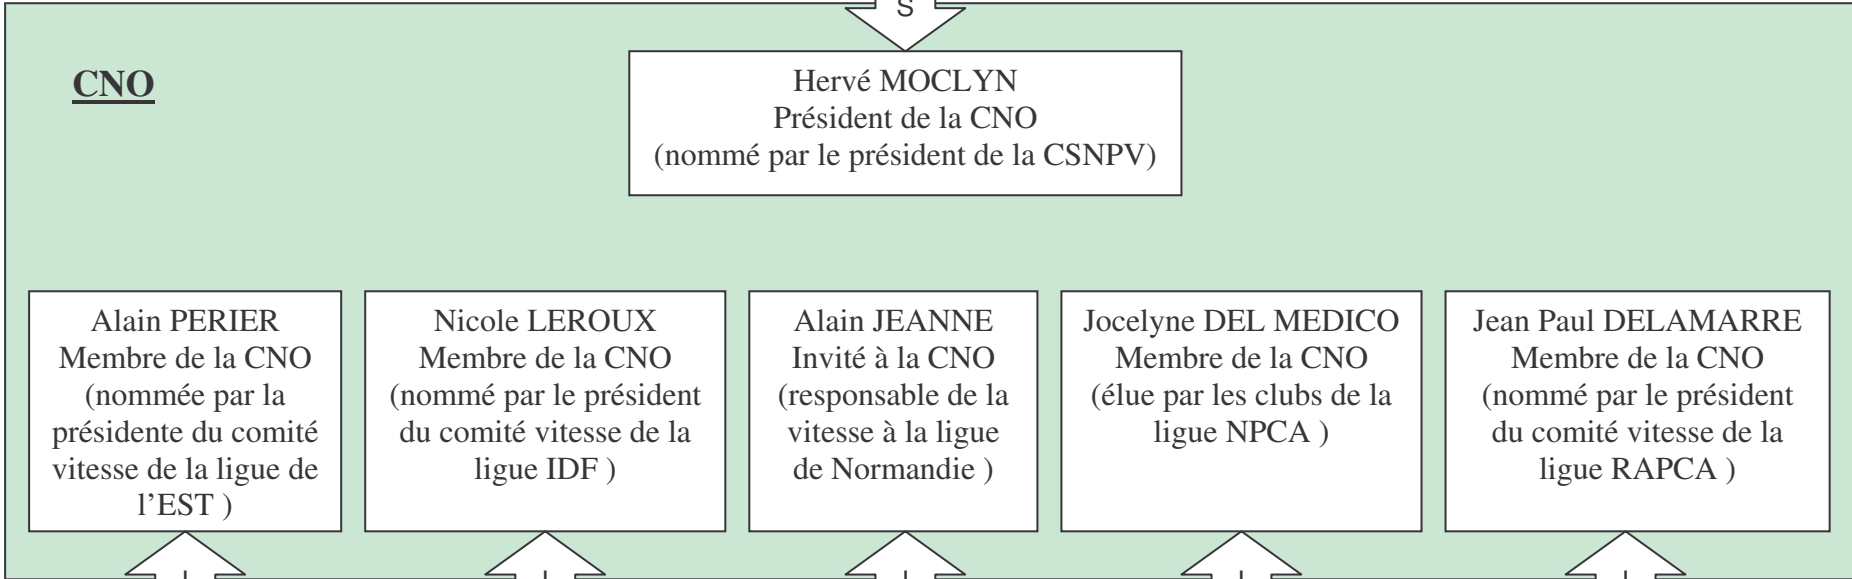 S
CNO
Hervé MOCLYN
Président de la CNO
(nommé par le président de la CSNPV)
Alain PERIER
Membre de la CNO
(nommée par la
présidente du comité
vitesse de la ligue de
l’EST )
Nicole LEROUX
Membre de la CNO
(nommé par le président
du comité vitesse de la
ligue IDF )
Alain JEANNE
Invité à la CNO
(responsable de la
vitesse à la ligue
de Normandie )
Jocelyne DEL MEDICO
Membre de la CNO
(élue par les clubs de la
ligue NPCA )
Jean Paul DELAMARRE
Membre de la CNO
(nommé par le président
du comité vitesse de la
ligue RAPCA )